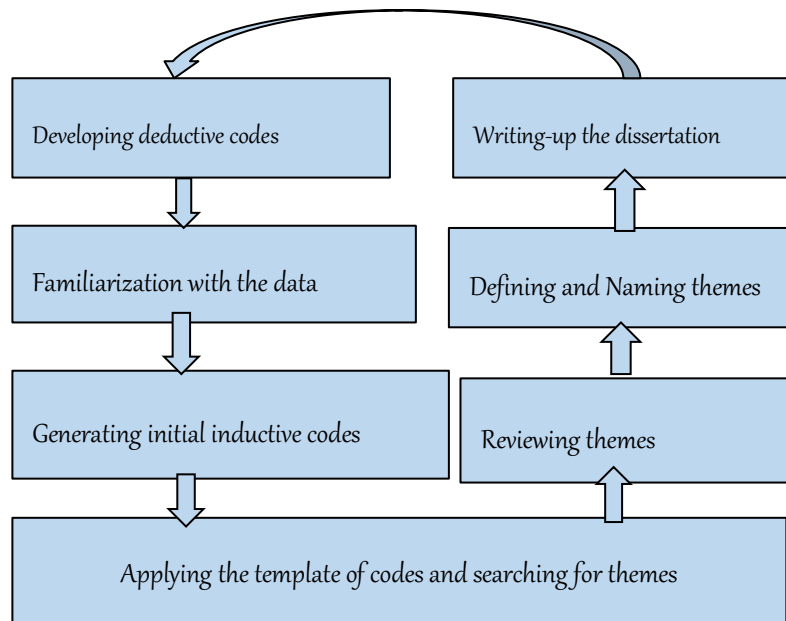 Developing deductive codes
Writing-up the dissertation
Familiarization with the data
Defining and Naming themes
Generating initial inductive codes
Reviewing themes
Applying the template of codes and searching for themes